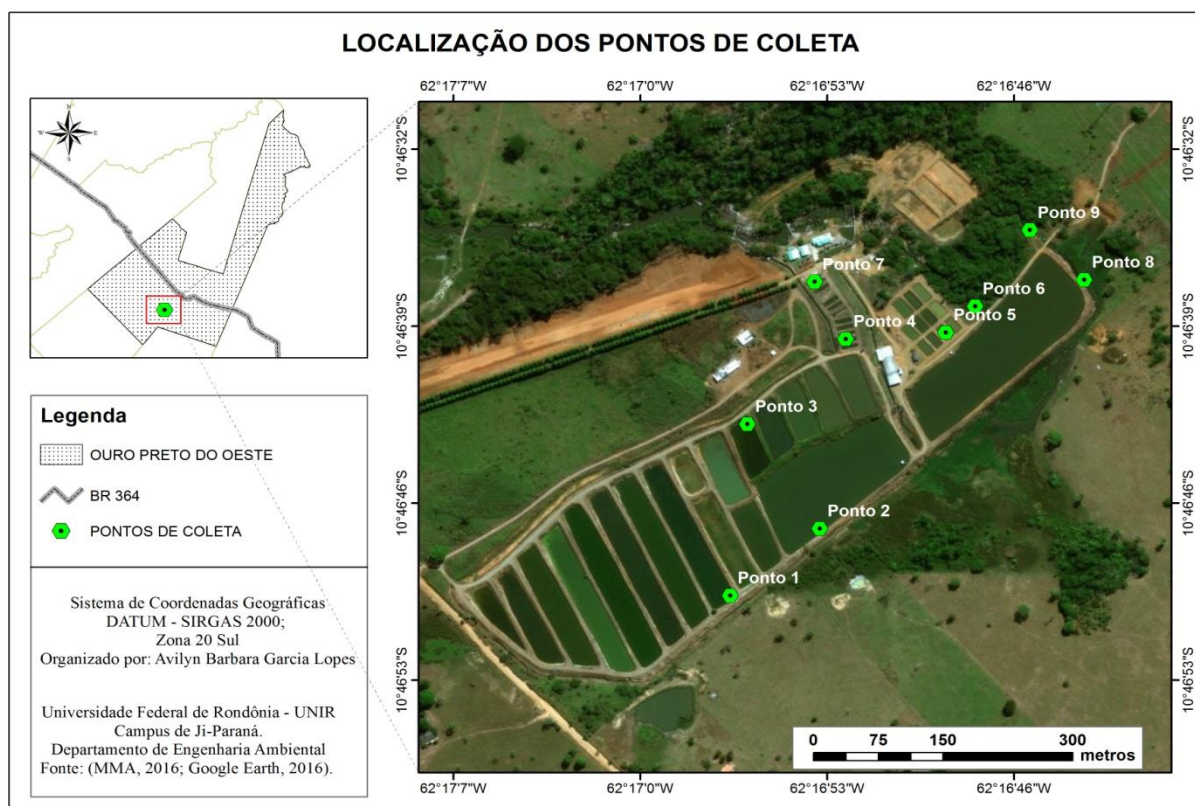 LOCALIZAÇÃO DOS PONTOS DE COLETA
62°17'7"W 62°17'0"W 62°16'53"W 62°16'46"W
N
W E
S
10°46'32"S 10°46'32"S
Ponto 9
Ponto 7
Ponto 8
Ponto 6
10°46'39"S 10°46'39"S
Ponto 5
Ponto 4
Ponto 3
10°46'46"S 10°46'46"S
Ponto 2
Ponto 1
10°46'53"S 10°46'53"S
Legenda
OURO PRETO DO OESTE
BR 364
PONTOS DE COLETA
Sistema de Coordenadas Geográficas
DATUM - SIRGAS 2000;
Zona 20 Sul
Organizado por: Avilyn Barbara Garcia Lopes
Universidade Federal de Rondônia - UNIR
Campus de Ji-Paraná.
Departamento de Engenharia Ambiental
Fonte: (MMA, 2016; Google Earth, 2016).
0 75 150 300
metros
62°17'7"W 62°17'0"W 62°16'53"W 62°16'46"W